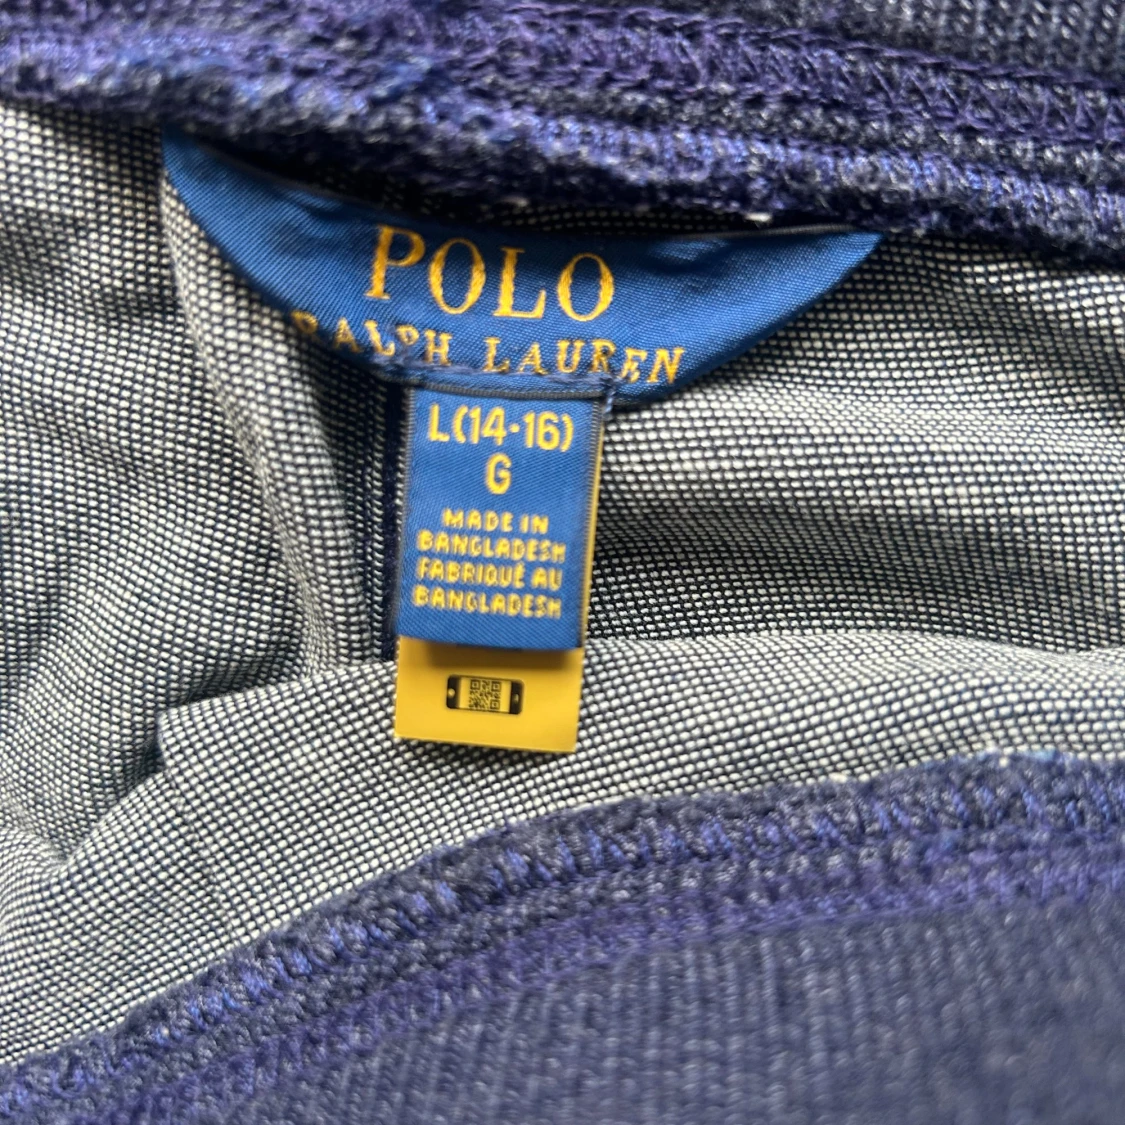 POLO
RALPH LAUREN
L(14·16)
G
MADE IN
BANGLADESH
FABRIQUÉ AU
BANGLADESH